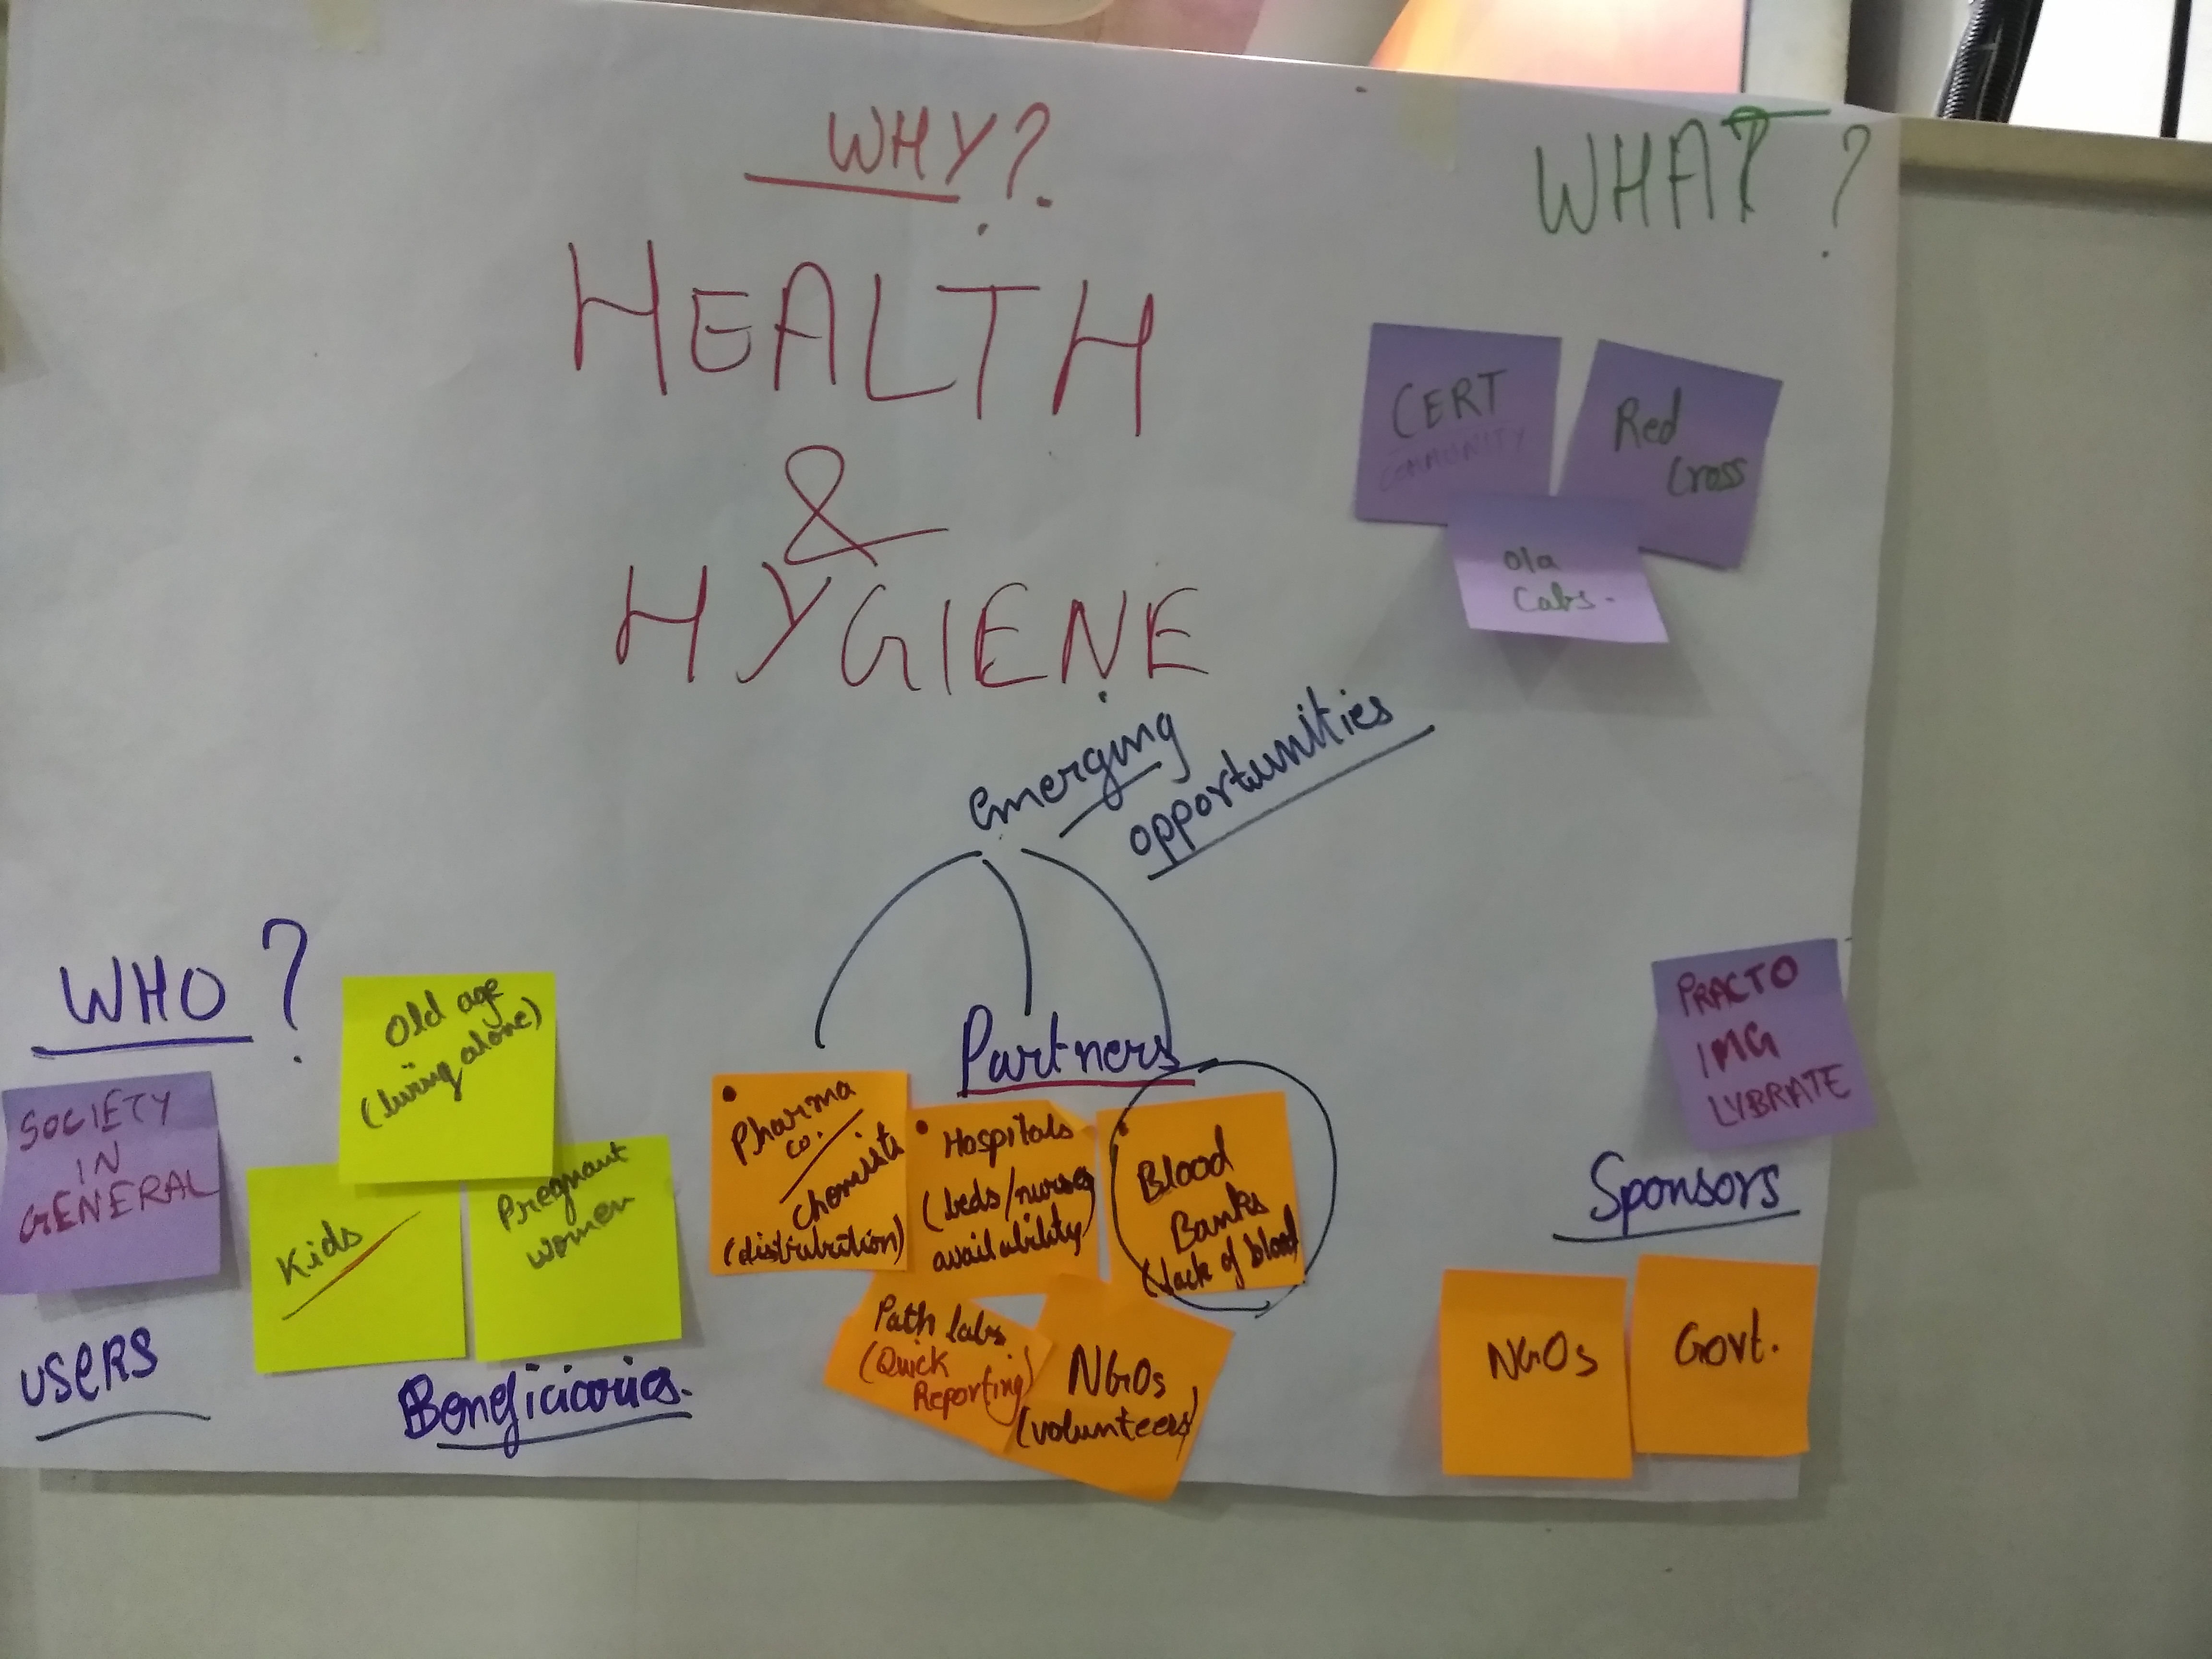 WHY?
HEALTH
&
HYGIENE
WHAT?
CERT
COMMUNITY
Red
Cross
Ola
Cabs.
emerging
opportunities
WHO?
SOCIETY
IN
GENERAL
USERS
Old age
(living alone)
Kids
Pregnant
women
Beneficiaries.
Partners
Pharma
co.
Chemists
(distribution)
Hospitals
(beds/nurses
availability)
Blood
Banks
(lack of blood)
Path labs
(Quick
Reporting)
NGOs
(volunteers)
PRACTO
IMG
LYBRATE
Sponsors
NGOs
Govt.